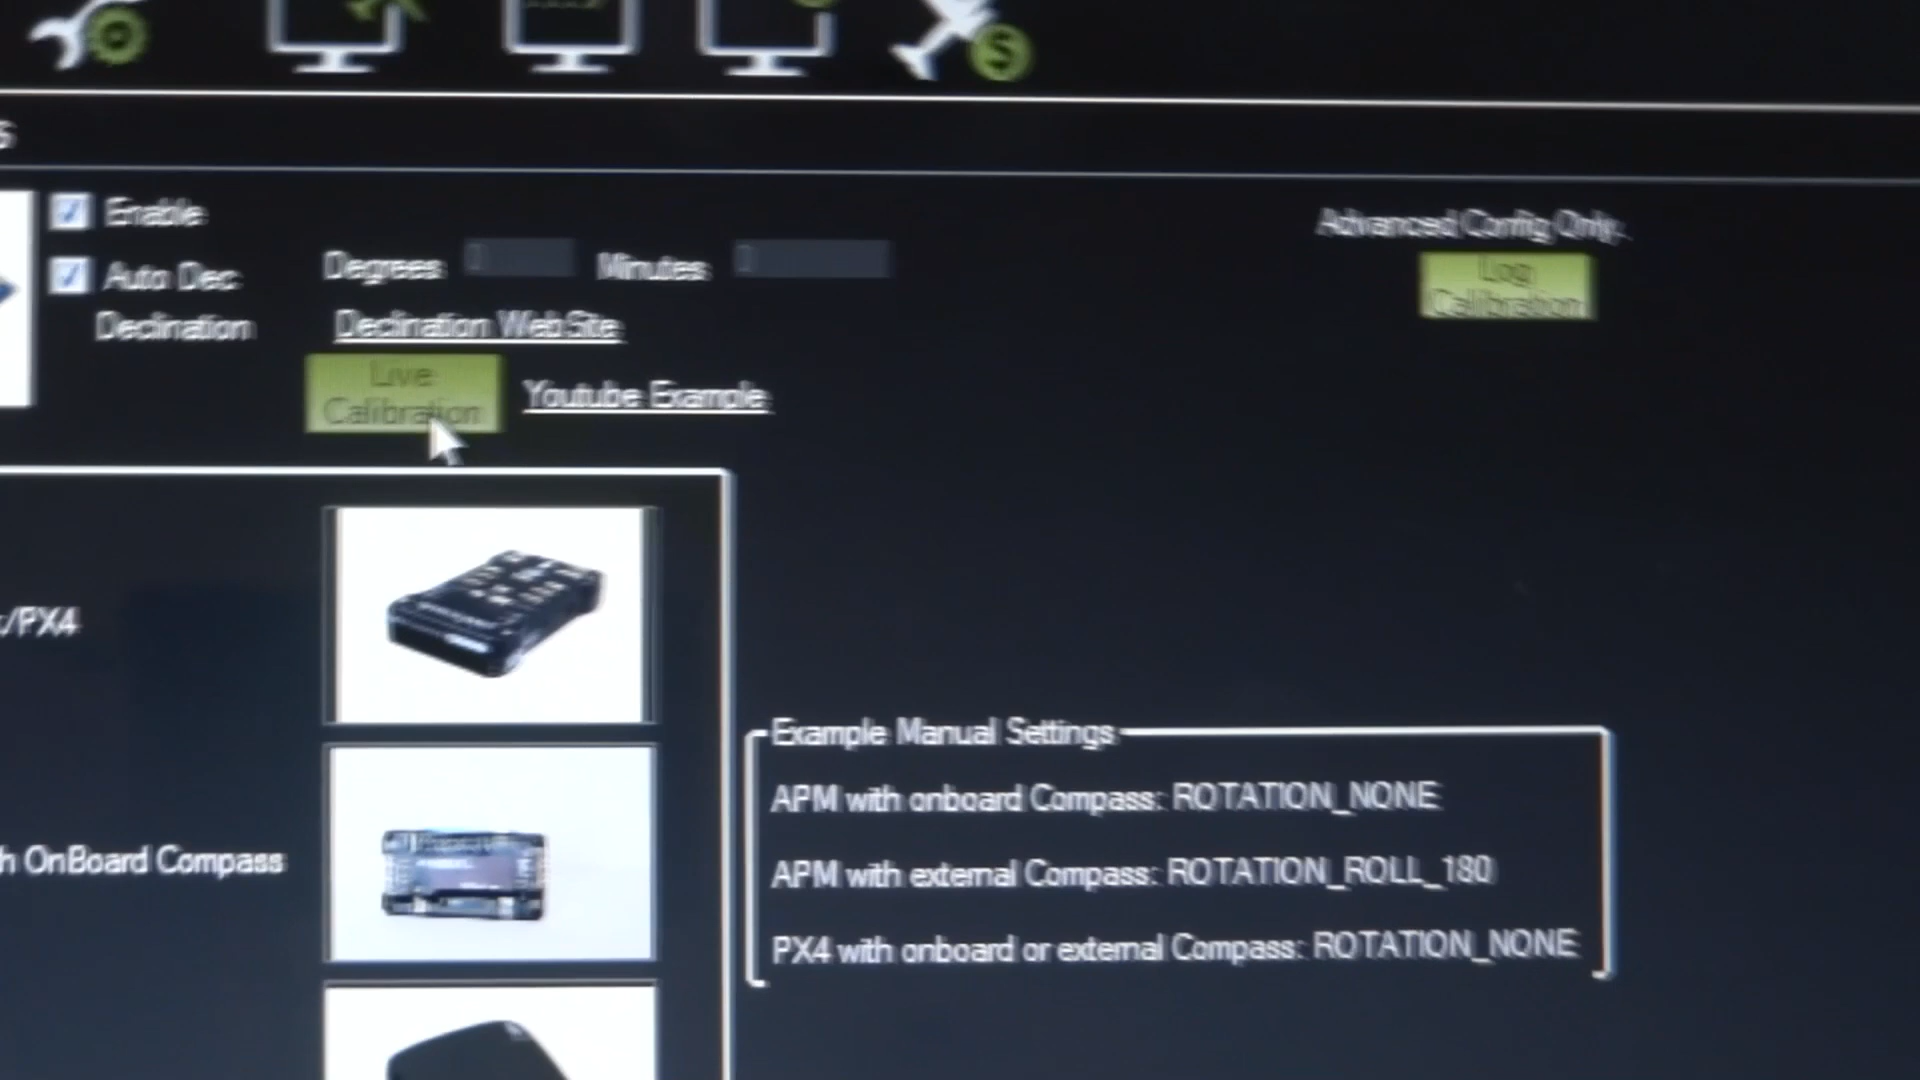 Enable
Auto Dec
Degrees
Minutes
Advanced Config Only.
Log
Calibration
Declination
Declination WebSite
Live
Calibration
Youtube Example
/PX4
h OnBoard Compass
Example Manual Settings
APM with onboard Compass: ROTATION_NONE
APM with external Compass: ROTATION_ROLL_180
PX4 with onboard or external Compass: ROTATION_NONE